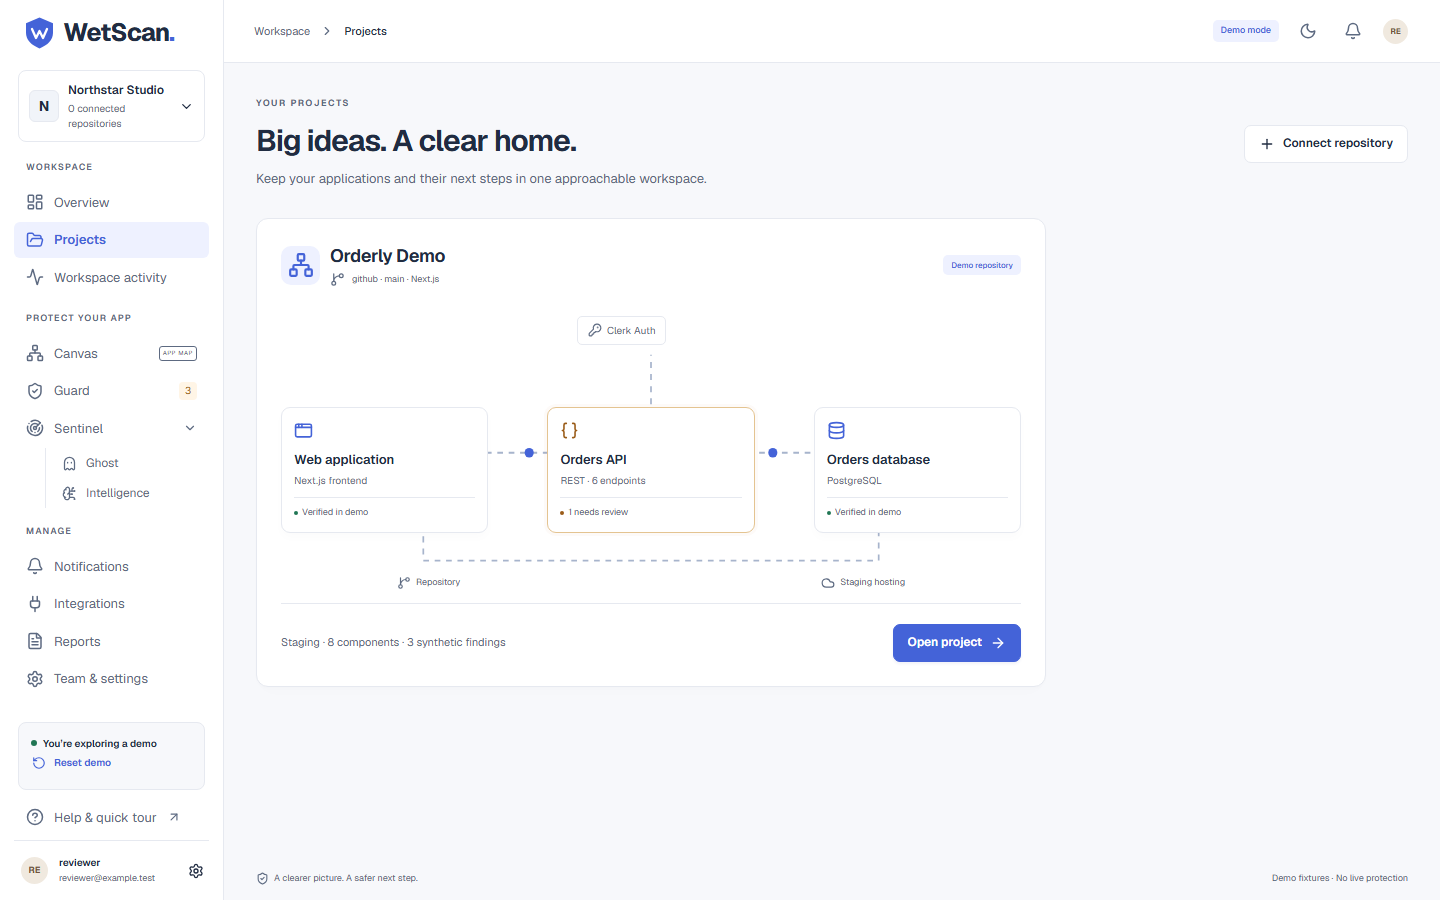 WetScan.
N
Northstar Studio
0 connected
repositories
WORKSPACE
Overview
Projects
Workspace activity
PROTECT YOUR APP
Canvas
APP MAP
Guard
3
Sentinel
Ghost
Intelligence
MANAGE
Notifications
Integrations
Reports
Team & settings
You're exploring a demo
Reset demo
Help & quick tour
RE
reviewer
reviewer@example.test
Workspace
Projects
Demo mode
RE
YOUR PROJECTS
Big ideas. A clear home.
Keep your applications and their next steps in one approachable workspace.
Connect repository
Orderly Demo
github · main · Next.js
Demo repository
Clerk Auth
Web application
Next.js frontend
Verified in demo
Orders API
REST · 6 endpoints
1 needs review
Orders database
PostgreSQL
Verified in demo
Repository
Staging hosting
Staging · 8 components · 3 synthetic findings
Open project
A clearer picture. A safer next step.
Demo fixtures · No live protection